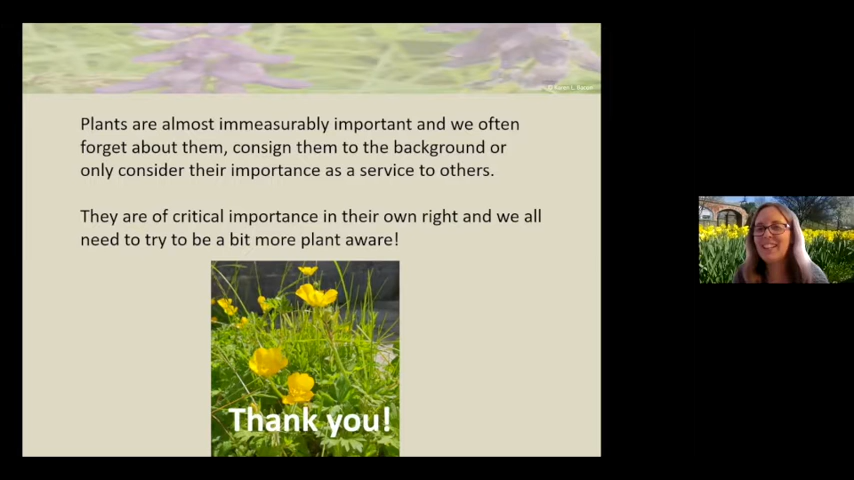 Plants are almost immeasurably important and we often
forget about them, consign them to the background or
only consider their importance as a service to others.
They are of critical importance in their own right and we all
need to try to be a bit more plant aware!
Thank you!